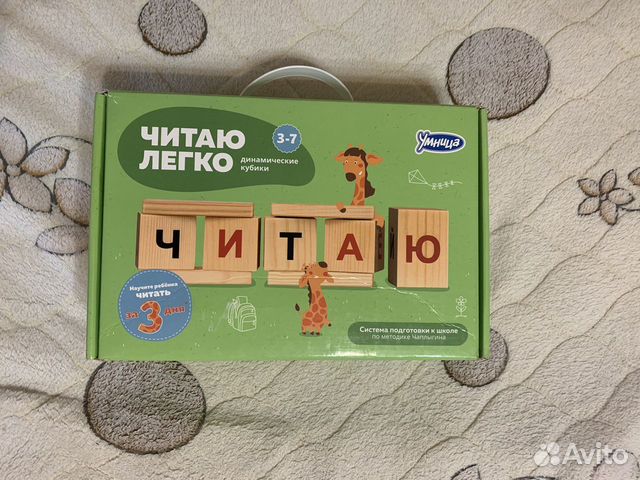 ЧИТАЮ
ЛЕГКО
3-7
динамические
кубики
Умница
ЧИТАЮ
Научите ребёнка
читать
за 3 дня
Система подготовки к школе
по методике Чаплыгина
Avito